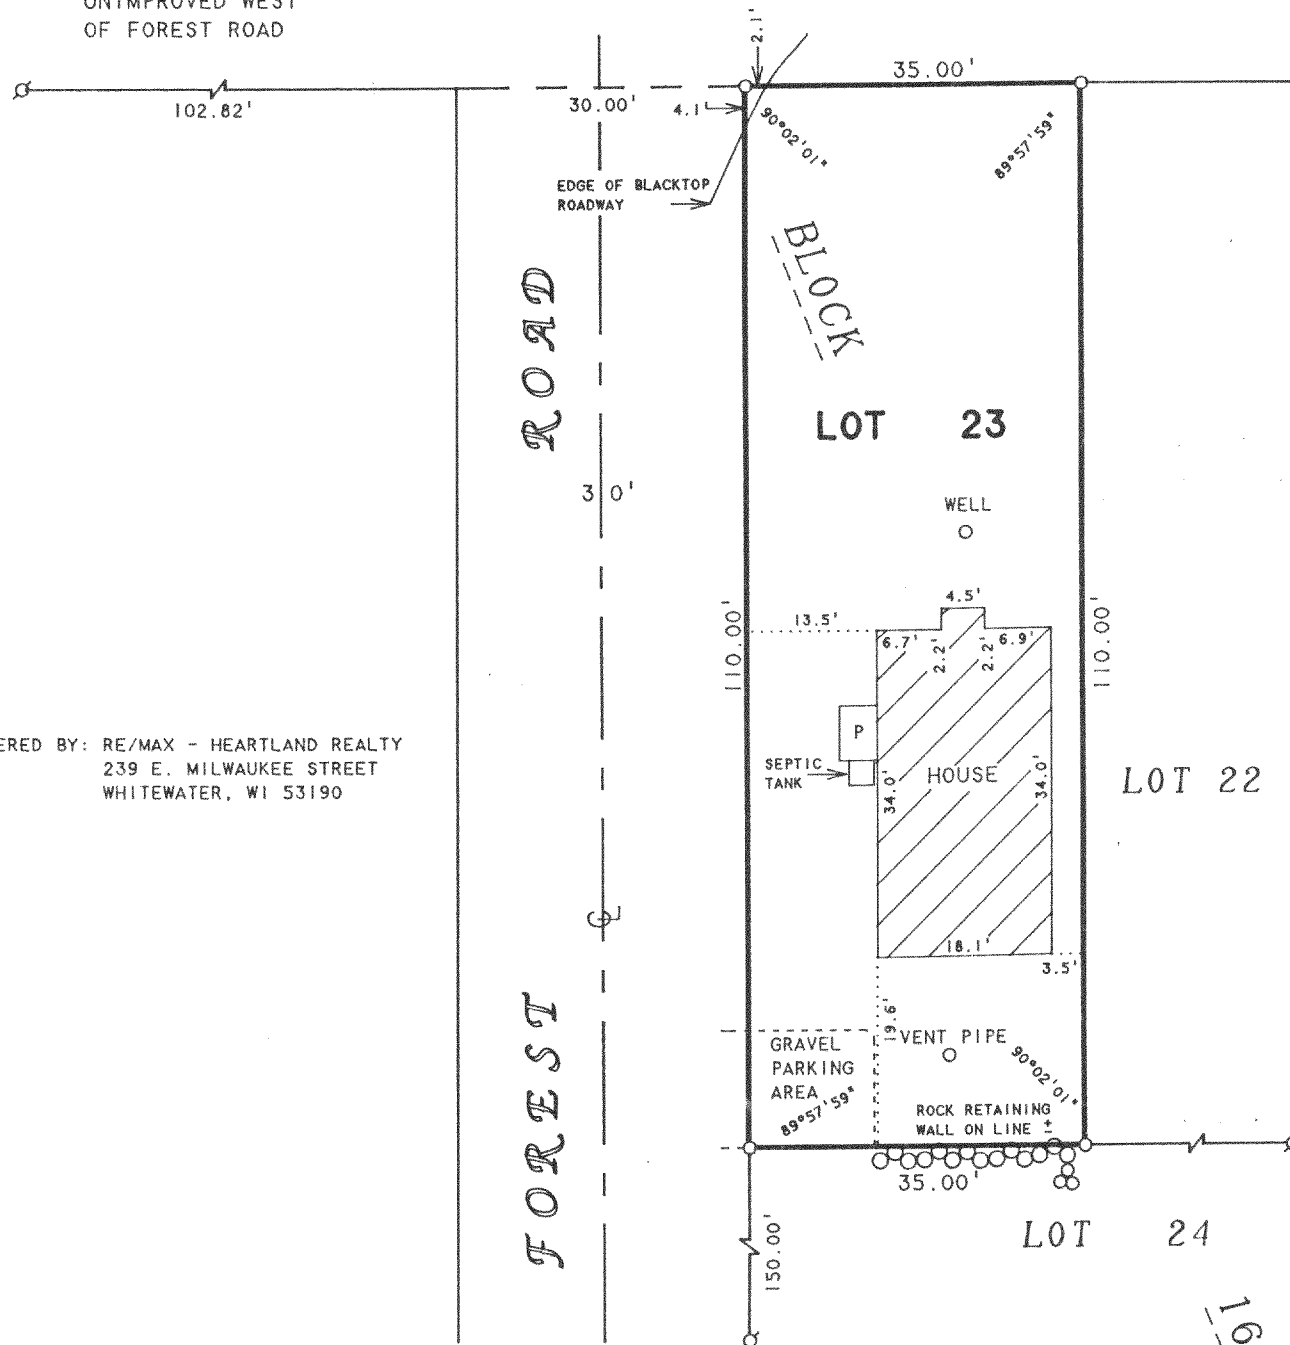 UNIMPROVED WEST
OF FOREST ROAD
2.1'
35.00'
102.82'
30.00'
4.1'
90°02'01"
89°57'59"
EDGE OF BLACKTOP
ROADWAY
BLOCK
ROAD
LOT 23
30'
WELL
4.5'
13.5'
6.7'
2.2'
2.2'
6.9'
110.00'
110.00'
P
ERED BY: RE/MAX - HEARTLAND REALTY
239 E. MILWAUKEE STREET
WHITEWATER, WI 53190
SEPTIC
TANK
34.0'
HOUSE
34.0'
LOT 22
18.1'
3.5'
19.6'
FOREST
GRAVEL
PARKING
AREA
VENT PIPE
89°57'59"
90°02'01"
ROCK RETAINING
WALL ON LINE ±
35.00'
150.00'
LOT 24
16